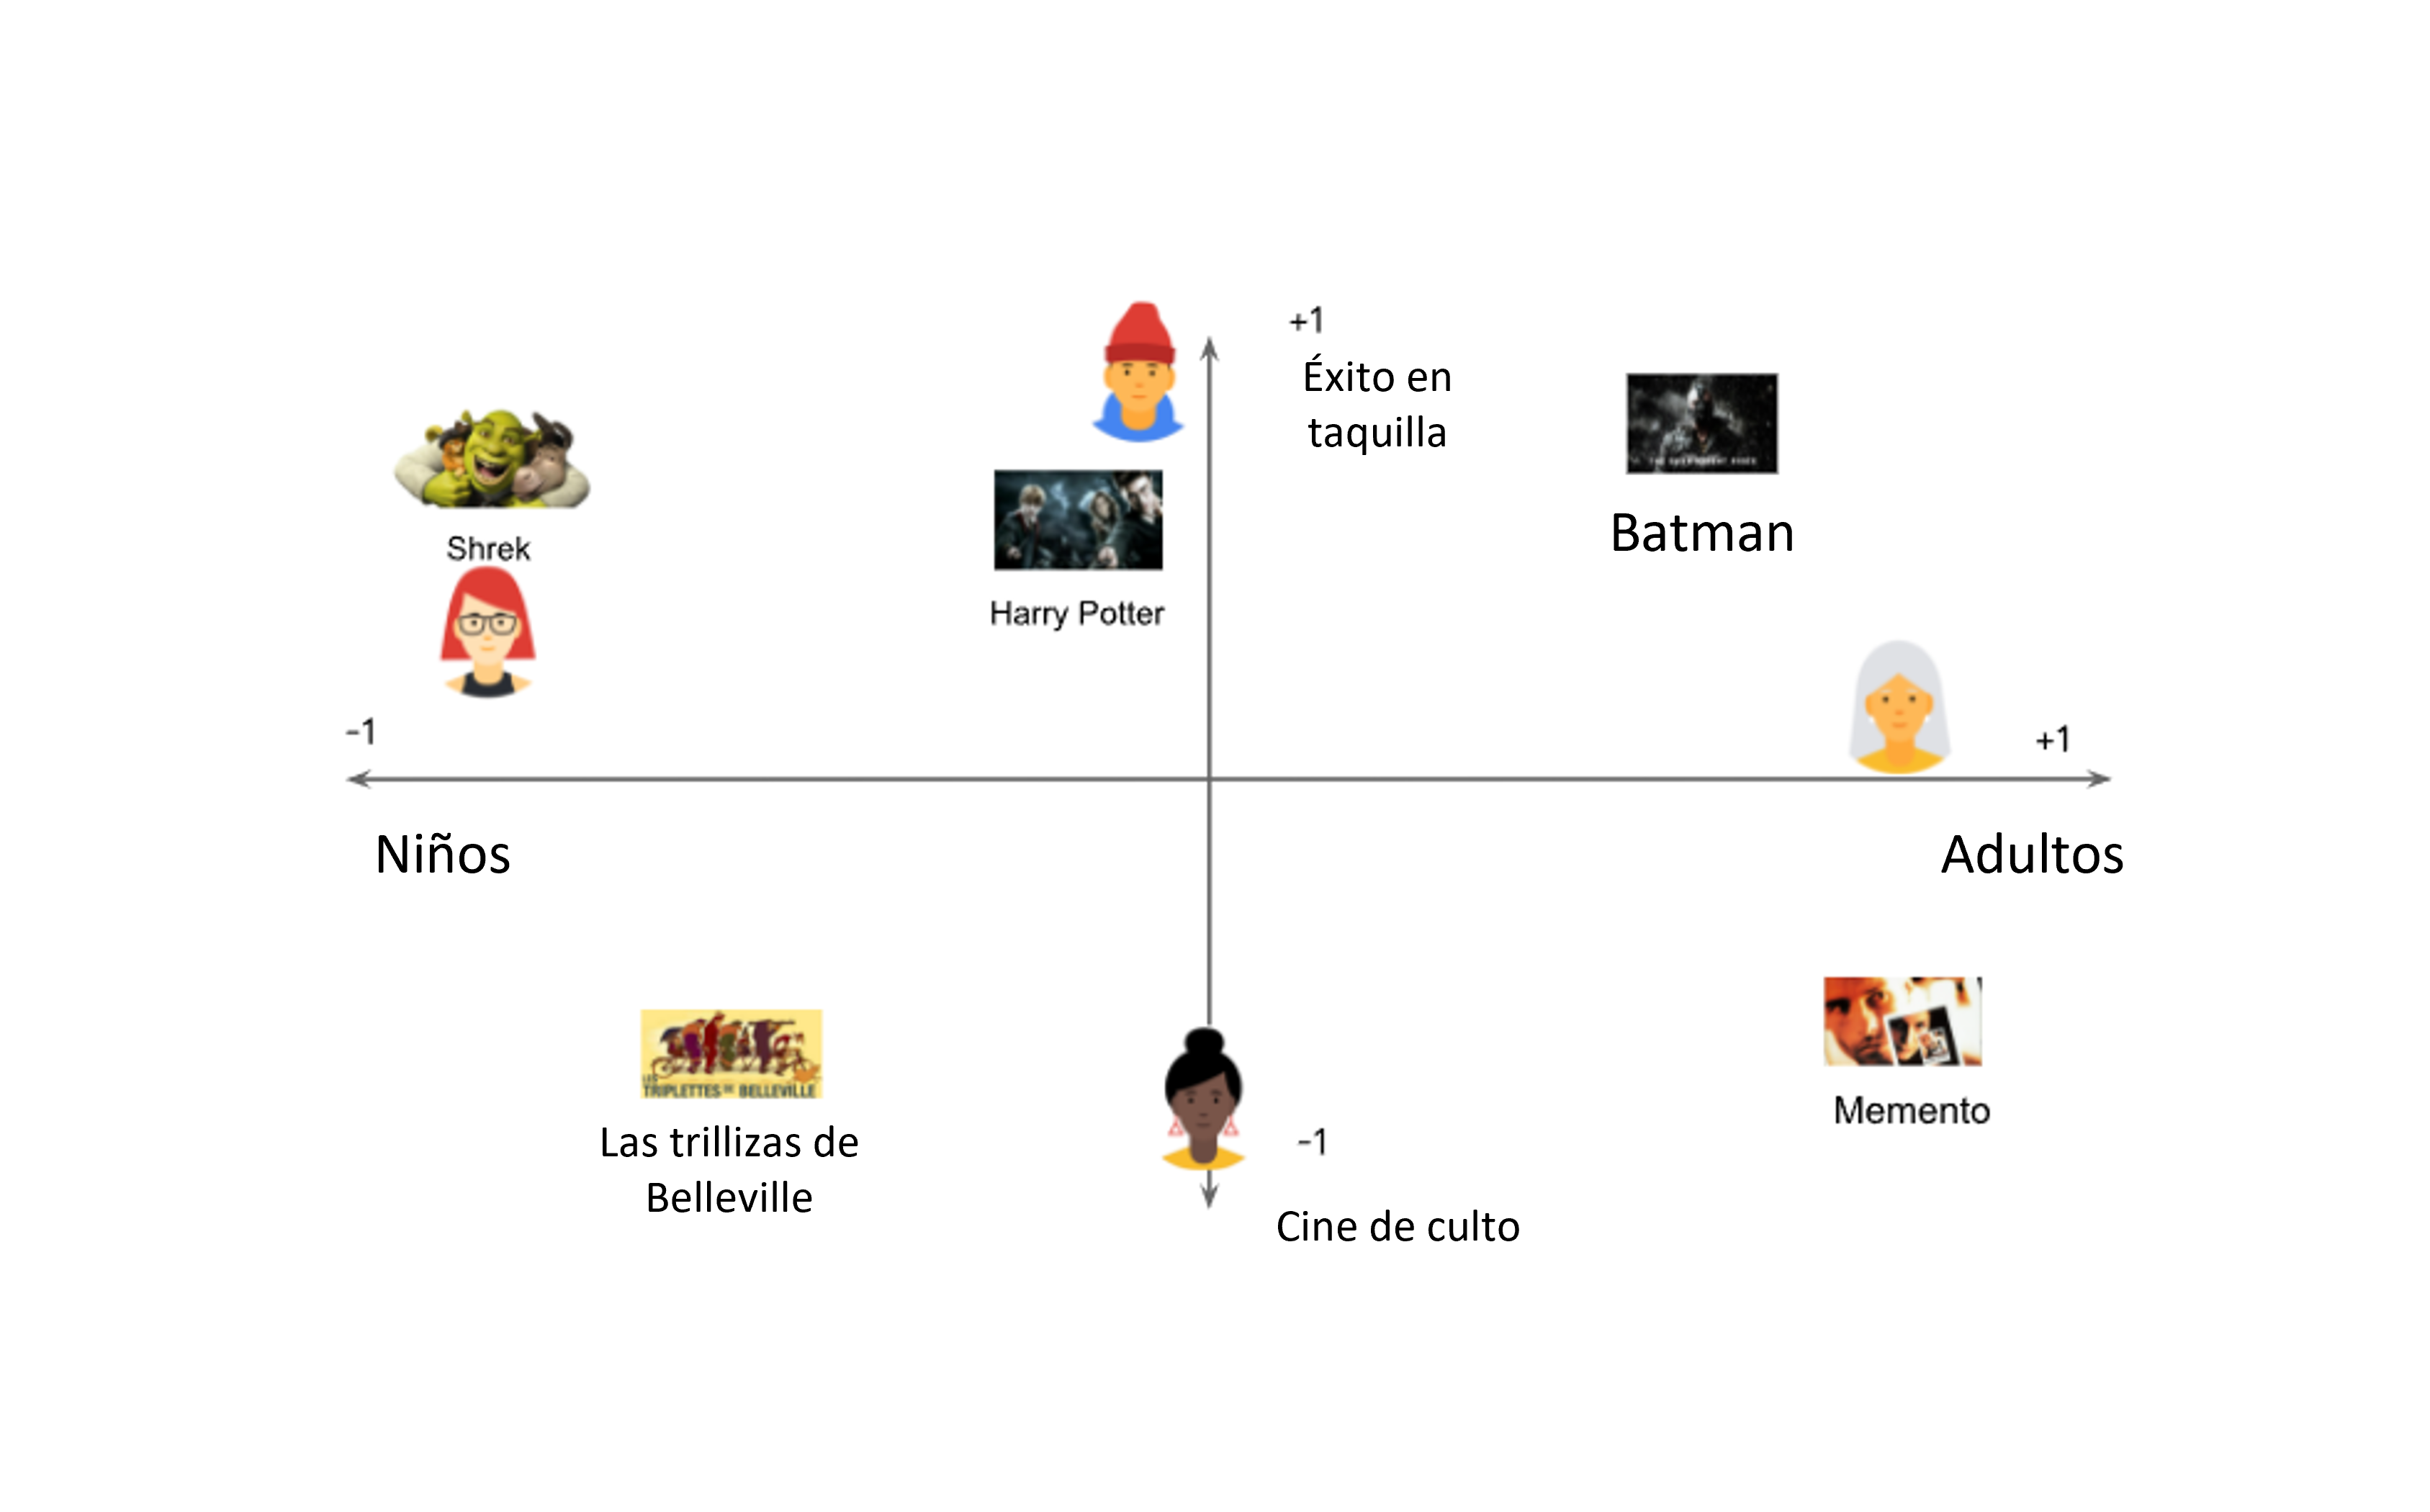 +1
Éxito en
taquilla
Shrek
Harry Potter
Batman
-1
+1
Niños
Adultos
LES
TRIPLETTES DE BELLEVILLE
Las trillizas de
Belleville
Memento
-1
Cine de culto